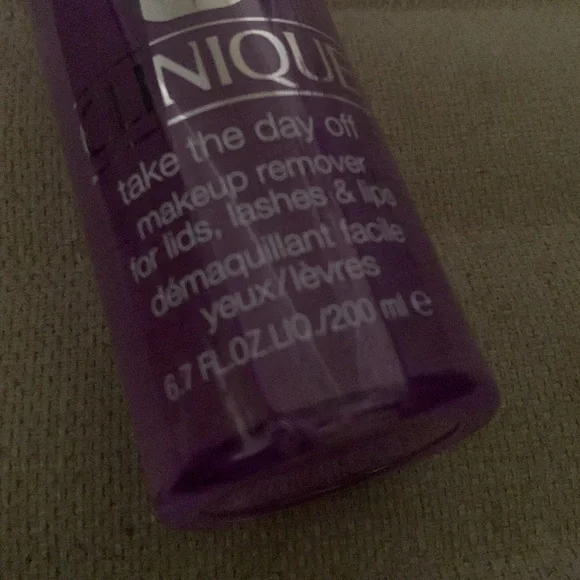 CLINIQUE
take the day off
makeup remover
for lids, lashes & lips
démaquillant facile
yeux/lèvres
6.7 FL.OZ.LIQ./200 ml e